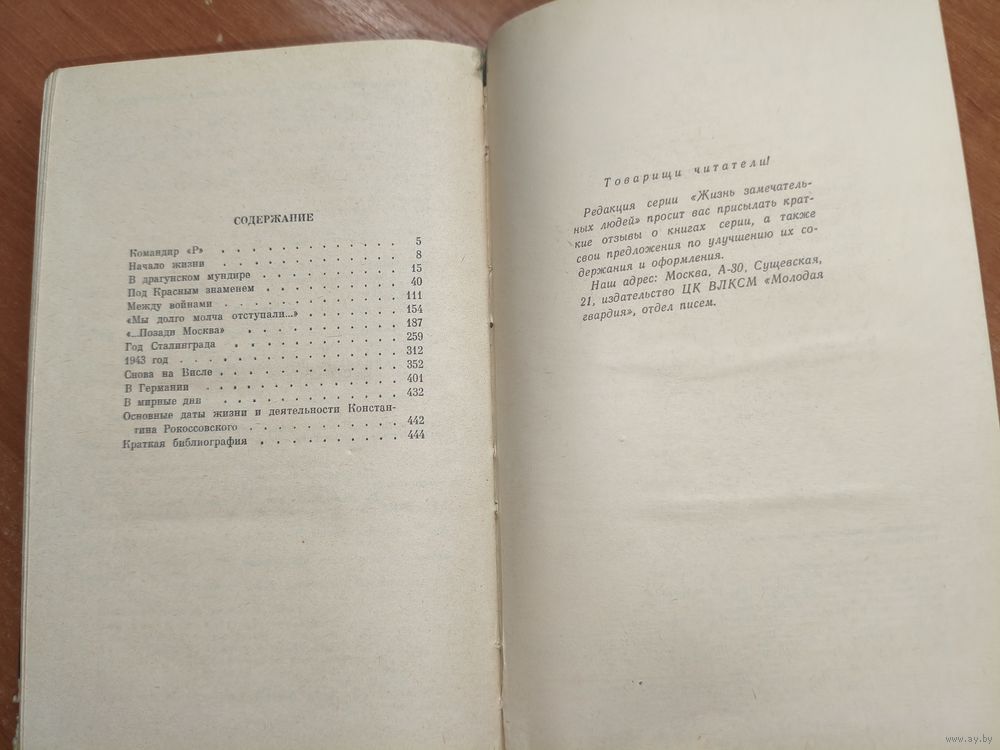 СОДЕРЖАНИЕ
Командир «Р» . . . . . . . . . . . 5
Начало жизни . . . . . . . . . . . 8
В драгунском мундире . . . . . . . . . 15
Под Красным знаменем . . . . . . . . . 40
Между войнами . . . . . . . . . . . 111
«Мы долго молча отступали...» . . . . . . . 154
«...Позади Москва» . . . . . . . . . . 187
Год Сталинграда . . . . . . . . . . . 259
1943 год . . . . . . . . . . . . . 312
Снова на Висле . . . . . . . . . . . 352
В Германии . . . . . . . . . . . . 401
В мирные дни . . . . . . . . . . . 432
Основные даты жизни и деятельности Констан-
тина Рокоссовского . . . . . . . . . 442
Краткая библиография . . . . . . . . . 444
Товарищи читатели!
Редакция серии «Жизнь замечатель-
ных людей» просит вас присылать крат-
кие отзывы о книгах серии, а также
свои предложения по улучшению их со-
держания и оформления.
Наш адрес: Москва, А-30, Сущевская,
21, издательство ЦК ВЛКСМ «Молодая
гвардия», отдел писем.
www.ay.by